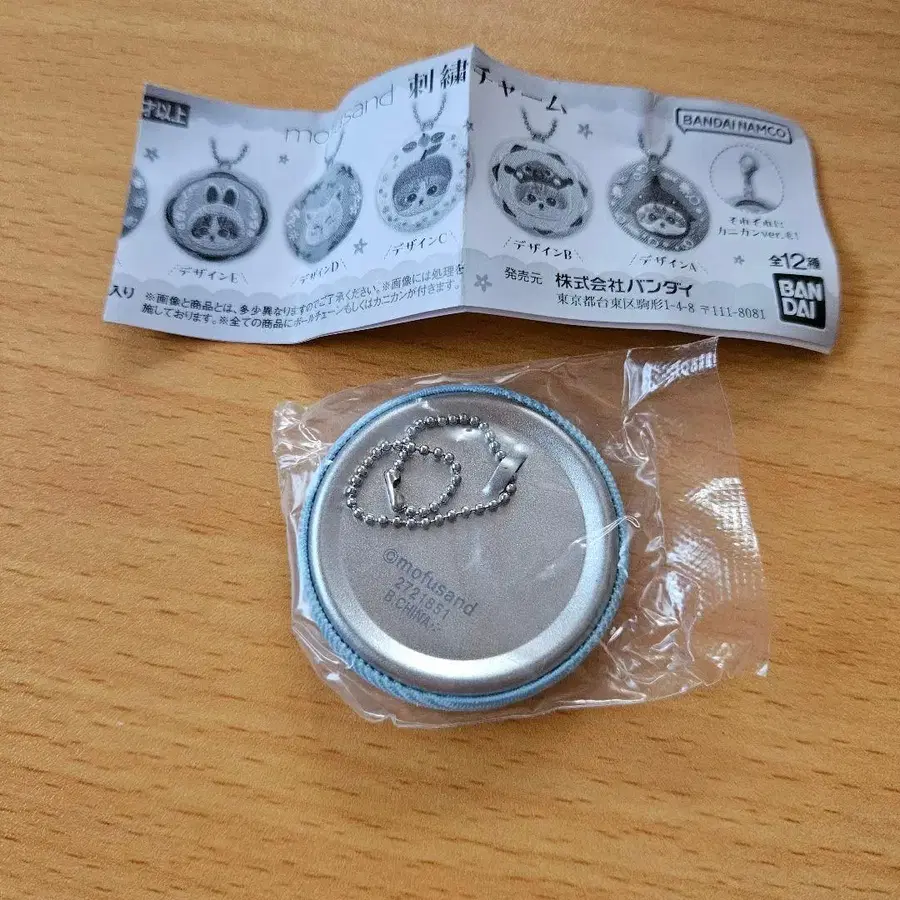 才以上
mofusand 刺繍チャーム
BANDAI NAMCO
デザインE
デザインD
デザインC
デザインB
デザインA
それぞれに
カニカンver.も!
全12種
発売元 株式会社バンダイ
東京都台東区駒形1-4-8 〒111-8081
BAN
DAI
入り ※画像と商品とは、多少異なりますのでご了承ください。※画像には処理を
施しております。※全ての商品にボールチェーンもしくはカニカンが付きます。
©mofusand
2721851
B.CHINA